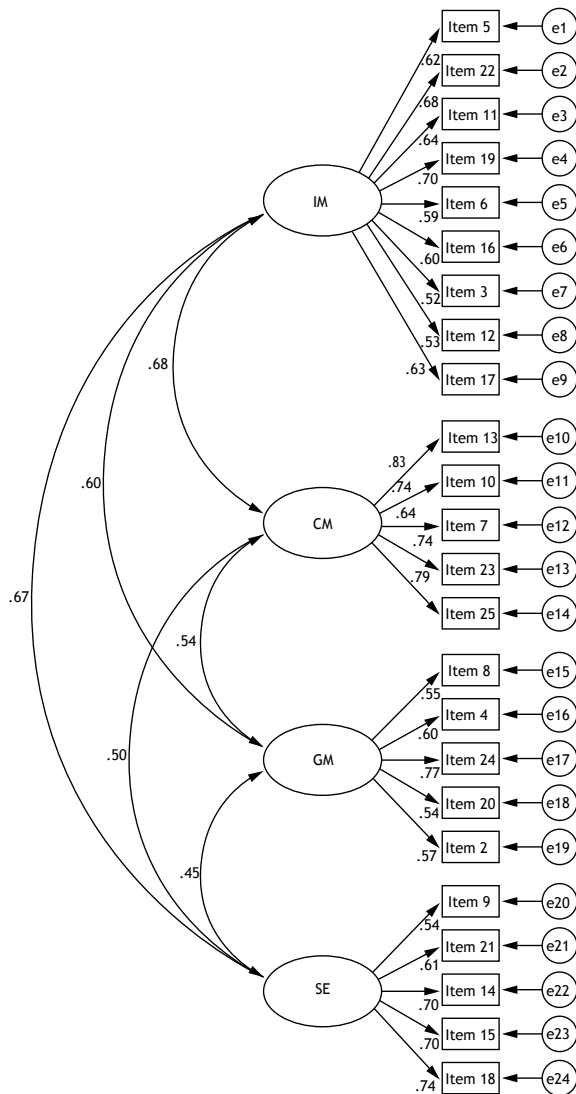 Item 5 e1
.62
Item 22 e2
.68
Item 11 e3
.64
Item 19 e4
.70
IM
Item 6 e5
.59
Item 16 e6
.60
Item 3 e7
.52
Item 12 e8
.53
.63
Item 17 e9
.68
Item 13 e10
.83
.60
.74
Item 10 e11
.64
CM
Item 7 e12
.74
Item 23 e13
.79
.67
Item 25 e14
.54
Item 8 e15
.55
Item 4 e16
.60
.50
GM
Item 24 e17
.77
Item 20 e18
.54
Item 2 e19
.57
.45
Item 9 e20
.54
Item 21 e21
.61
SE
Item 14 e22
.70
Item 15 e23
.70
Item 18 e24
.74